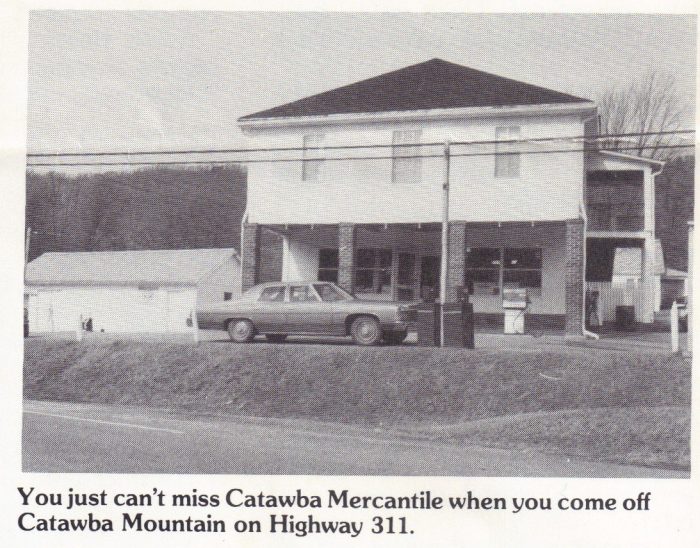 You just can't miss Catawba Mercantile when you come off
Catawba Mountain on Highway 311.